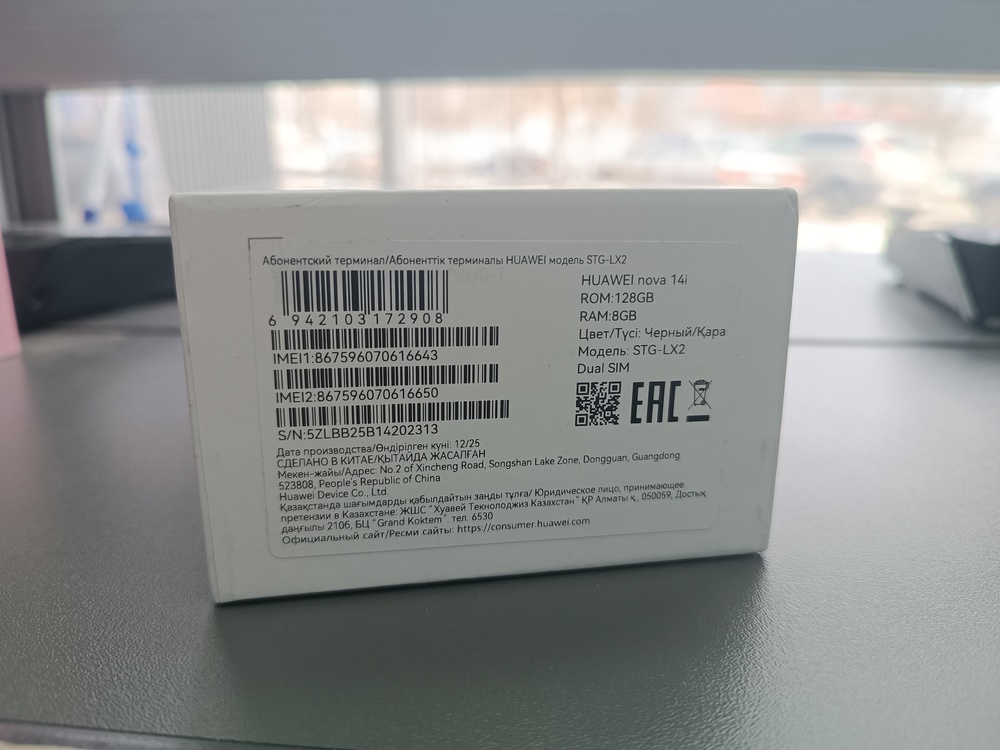 Абонентский терминал/Абоненттік терминалы HUAWEI модель STG-LX2
6 942103 172908
IMEI1:867596070616643
IMEI2:867596070616650
S/N:5ZLBB25B14202313
HUAWEI nova 14i
ROM:128GB
RAM:8GB
Цвет/Түсі: Черный/Қара
Модель: STG-LX2
Dual SIM
EAC
Дата производства/Өндірілген күні: 12/25
СДЕЛАНО В КИТАЕ/ҚЫТАЙДА ЖАСАЛҒАН
Мекен-жайы/Адрес: No.2 of Xincheng Road, Songshan Lake Zone, Dongguan, Guangdong
523808, People's Republic of China
Huawei Device Co., Ltd.
Қазақстанда шағымдарды қабылдайтын заңды тұлға/ Юридическое лицо, принимающее
претензии в Казахстане: ЖШС "Хуавей Текнолоджиз Казахстан" ҚР Алматы қ., 050059, Достық
даңғылы 210б, БЦ "Grand Koktem". тел. 6530
Официальный сайт/Ресми сайты: https://consumer.huawei.com